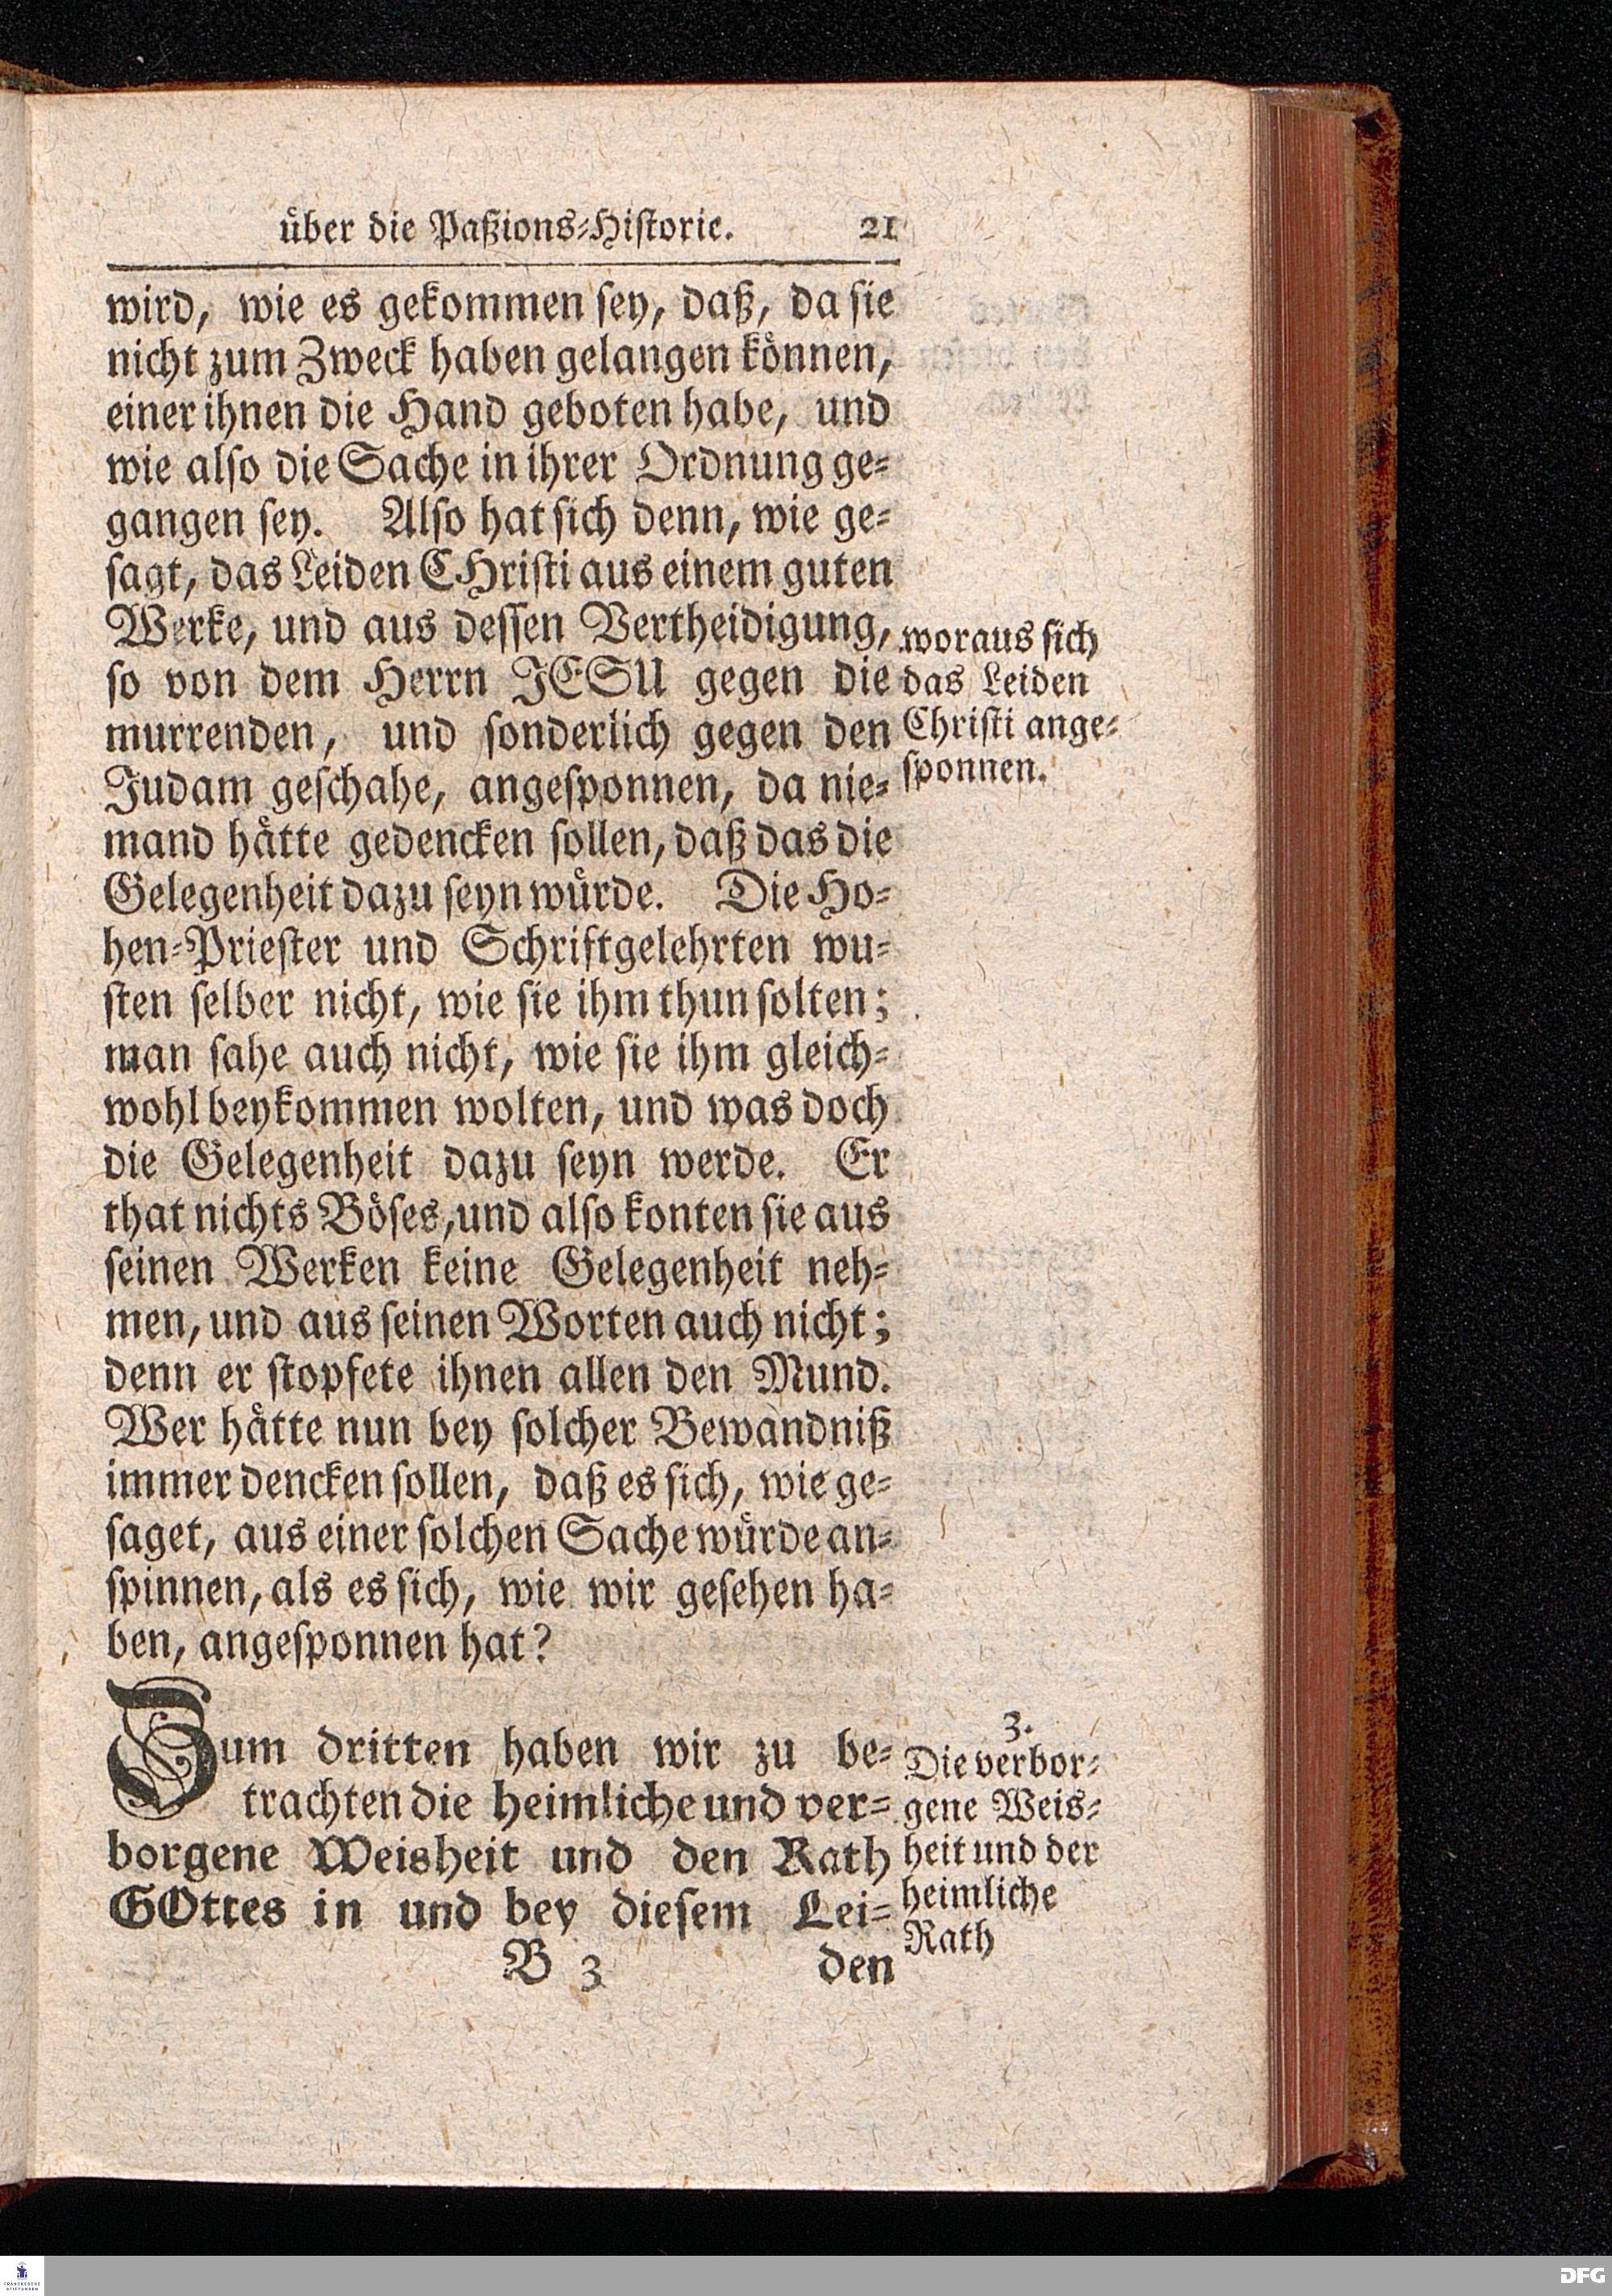 über die Paßions-Historie. 21
wird, wie es gekommen sey, daß, da sie
nicht zum Zweck haben gelangen können,
einer ihnen die Hand geboten habe, und
wie also die Sache in ihrer Ordnung ge-
gangen sey. Also hat sich denn, wie ge-
sagt, das Leiden CHristi aus einem guten
Werke, und aus dessen Vertheidigung,
so von dem Herrn JESU gegen die
murrenden, und sonderlich gegen den
Judam geschahe, angesponnen, da nie-
mand hätte gedencken sollen, daß das die
Gelegenheit dazu seyn würde. Die Ho-
hen-Priester und Schriftgelehrten wu-
sten selber nicht, wie sie ihm thun solten;
man sahe auch nicht, wie sie ihm gleich-
wohl beykommen wolten, und was doch
die Gelegenheit dazu seyn werde. Er
that nichts Böses, und also konten sie aus
seinen Werken keine Gelegenheit neh-
men, und aus seinen Worten auch nicht;
denn er stopfete ihnen allen den Mund.
Wer hätte nun bey solcher Bewandniß
immer dencken sollen, daß es sich, wie ge-
saget, aus einer solchen Sache würde an-
spinnen, als es sich, wie wir gesehen ha-
ben, angesponnen hat?
woraus sich
das Leiden
Christi ange-
sponnen.
Zum dritten haben wir zu be-
trachten die heimliche und ver-
borgene Weisheit und den Rath
GOttes in und bey diesem Lei-
3.
Die verbor-
gene Weis-
heit und der
heimliche
Rath
B 3 den
FRANCKESCHE
STIFTUNGEN
DFG